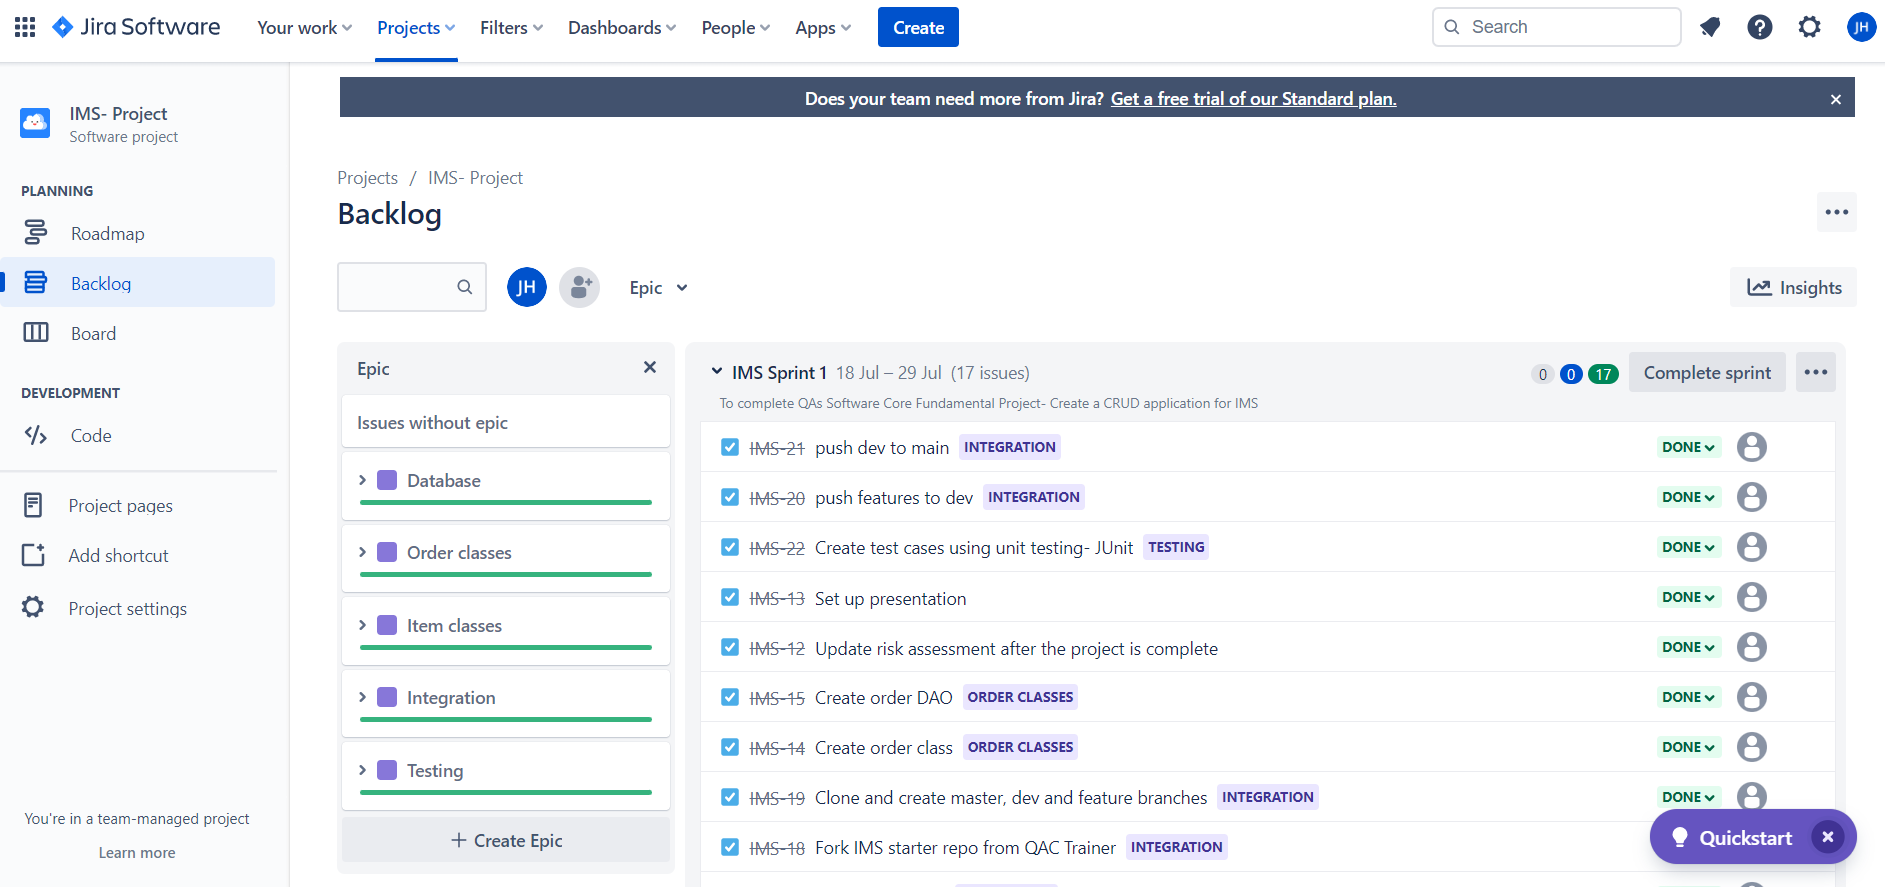 Jira Software
Your work
Projects
Filters
Dashboards
People
Apps
Create
Search
JH
IMS- Project
Software project
Does your team need more from Jira? Get a free trial of our Standard plan.
PLANNING
Roadmap
Backlog
Board
DEVELOPMENT
Code
Project pages
Add shortcut
Project settings
You're in a team-managed project
Learn more
Projects / IMS- Project
Backlog
JH
Epic
Insights
Epic
Issues without epic
Database
Order classes
Item classes
Integration
Testing
+ Create Epic
IMS Sprint 1 18 Jul – 29 Jul (17 issues)
0 0 17 Complete sprint
To complete QAs Software Core Fundamental Project- Create a CRUD application for IMS
IMS-21 push dev to main INTEGRATION DONE
IMS-20 push features to dev INTEGRATION DONE
IMS-22 Create test cases using unit testing- JUnit TESTING DONE
IMS-13 Set up presentation DONE
IMS-12 Update risk assessment after the project is complete DONE
IMS-15 Create order DAO ORDER CLASSES DONE
IMS-14 Create order class ORDER CLASSES DONE
IMS-19 Clone and create master, dev and feature branches INTEGRATION DONE
IMS-18 Fork IMS starter repo from QAC Trainer INTEGRATION
Quickstart